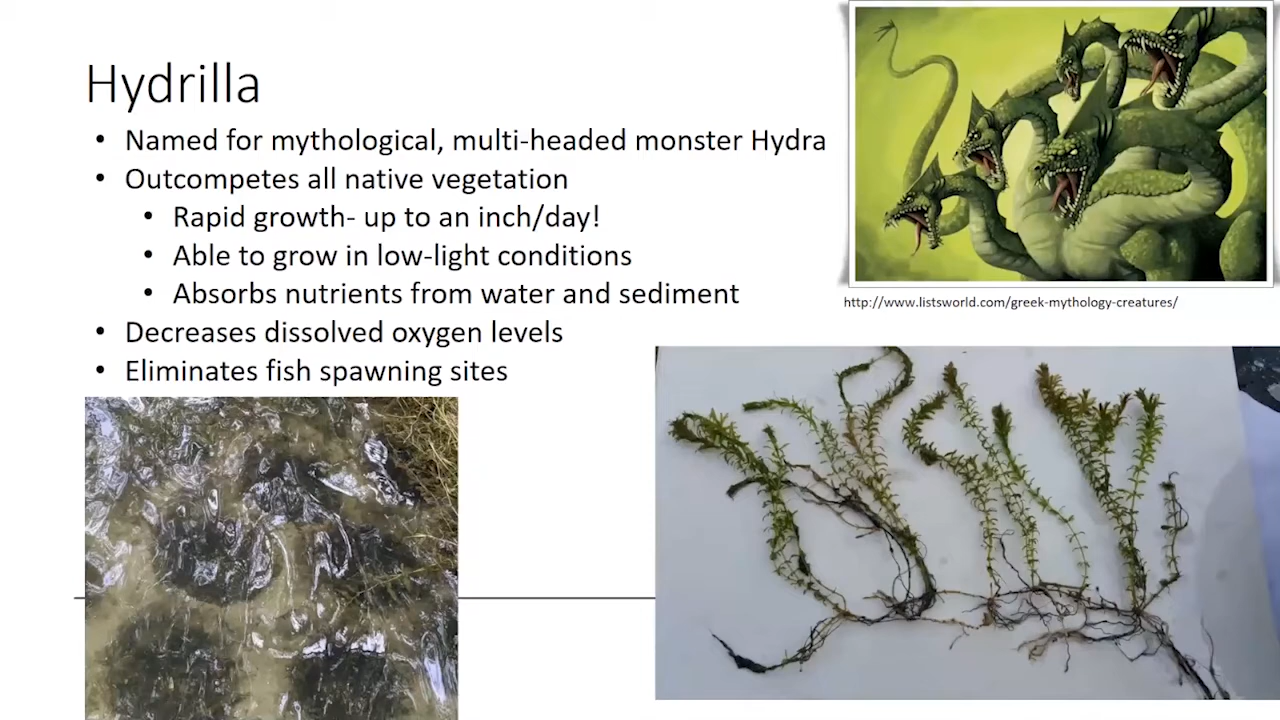 Hydrilla
• Named for mythological, multi-headed monster Hydra
• Outcompetes all native vegetation
• Rapid growth- up to an inch/day!
• Able to grow in low-light conditions
• Absorbs nutrients from water and sediment
• Decreases dissolved oxygen levels
• Eliminates fish spawning sites
http://www.listsworld.com/greek-mythology-creatures/